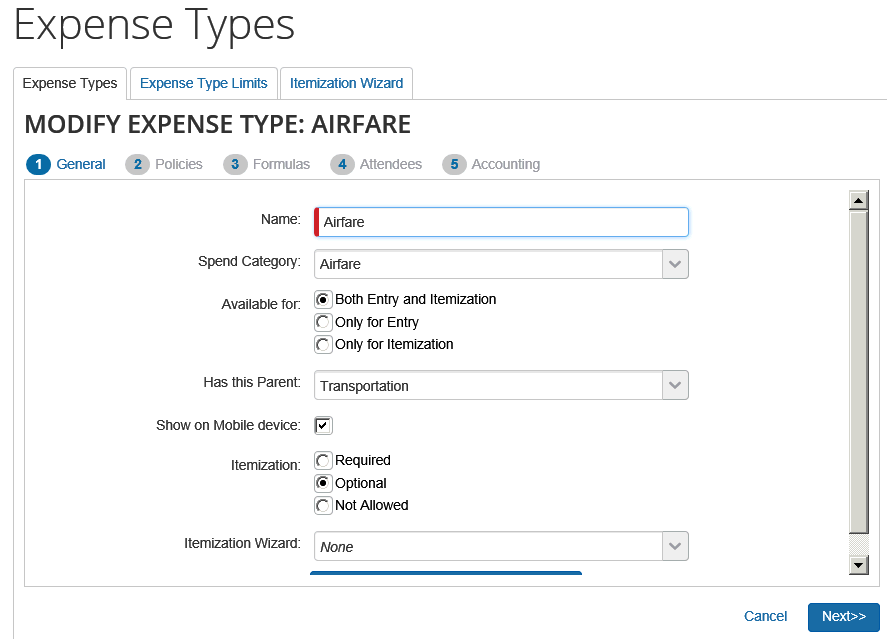 Expense Types
Expense Types Expense Type Limits Itemization Wizard
MODIFY EXPENSE TYPE: AIRFARE
1 General 2 Policies 3 Formulas 4 Attendees 5 Accounting
Name: Airfare
Spend Category: Airfare
Available for: Both Entry and Itemization
Only for Entry
Only for Itemization
Has this Parent: Transportation
Show on Mobile device:
Itemization: Required
Optional
Not Allowed
Itemization Wizard: None
Cancel Next>>